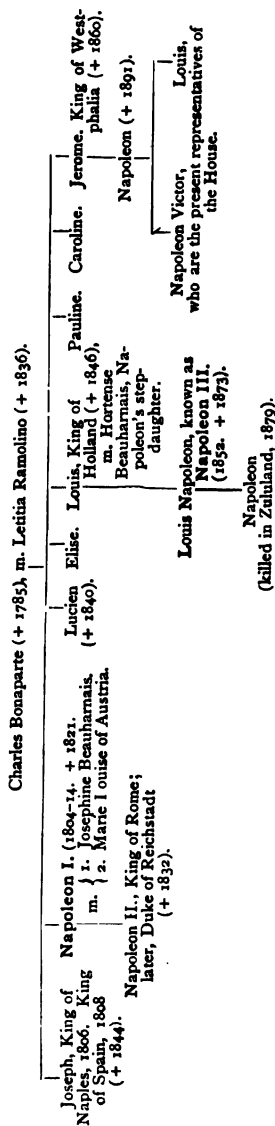 Charles Bonaparte (+ 1785), m. Letitia Ramolino (+ 1836).
Joseph, King of
Naples, 1806. King
of Spain, 1808
(+ 1844).
Napoleon I. (1804-14. + 1821.
m. { 1. Josephine Beauharnais.
2. Marie Louise of Austria.
Napoleon II., King of Rome;
later, Duke of Reichstadt
(+ 1832).
Lucien
(+ 1840).
Elise.
Louis, King of
Holland (+ 1846),
m. Hortense
Beauharnais, Na-
poleon's step-
daughter.
Louis Napoleon, known as
Napoleon III.
(1852. + 1873).
Napoleon
(killed in Zululand, 1879).
Pauline.
Caroline.
Jerome. King of West-
phalia (+ 1860).
Napoleon (+ 1891).
Napoleon Victor,
Louis,
who are the present representatives of
the House.